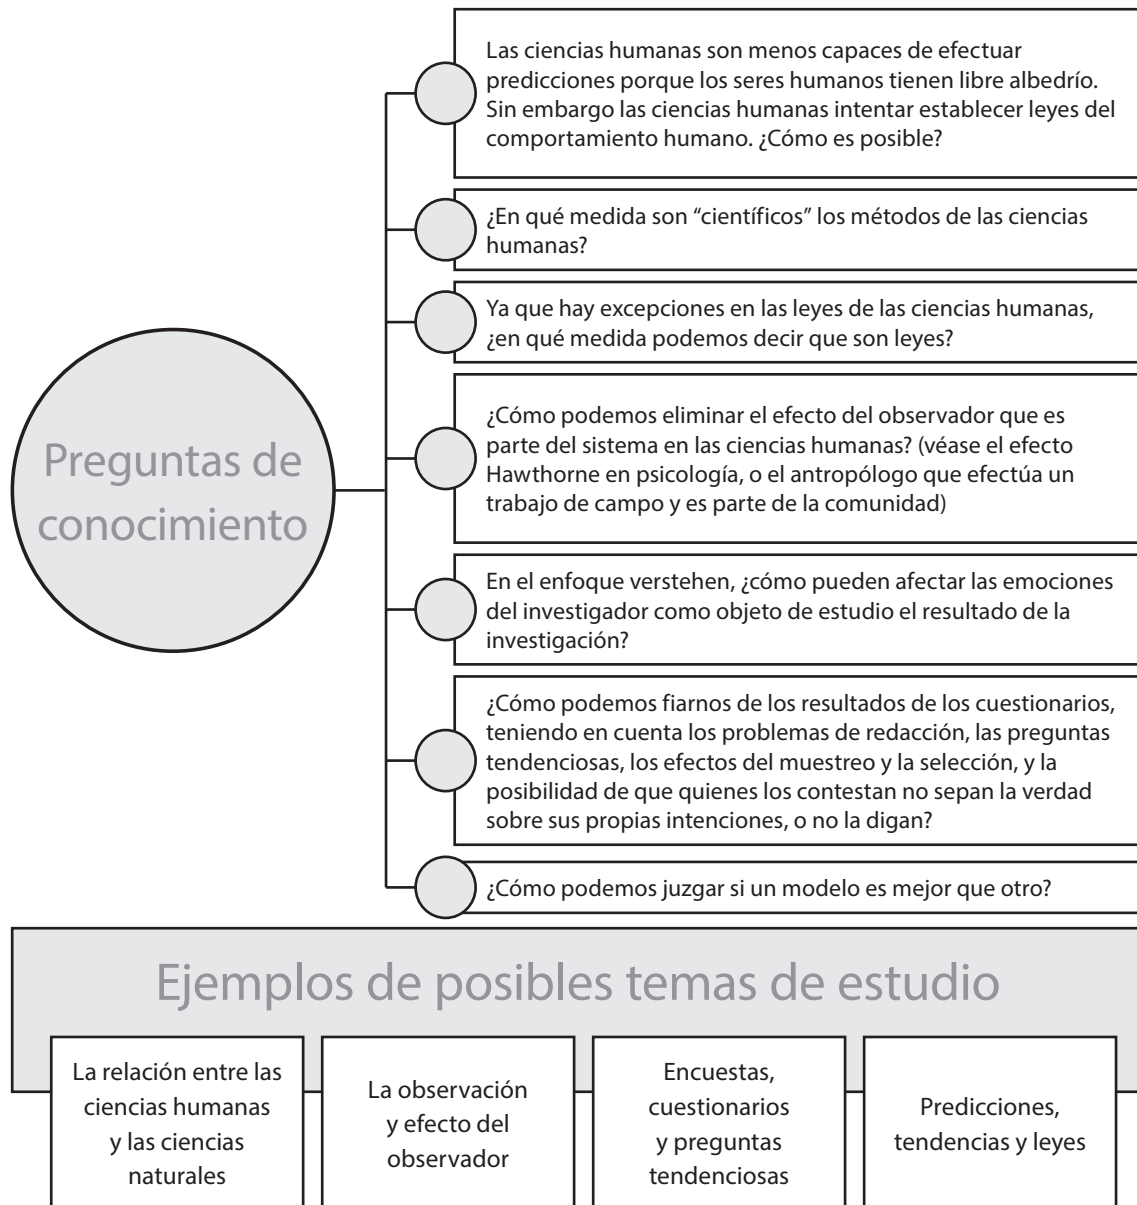 Las ciencias humanas son menos capaces de efectuar
predicciones porque los seres humanos tienen libre albedrío.
Sin embargo las ciencias humanas intentar establecer leyes del
comportamiento humano. ¿Cómo es posible?
¿En qué medida son “científicos” los métodos de las ciencias
humanas?
Ya que hay excepciones en las leyes de las ciencias humanas,
¿en qué medida podemos decir que son leyes?
Preguntas de
conocimiento
¿Cómo podemos eliminar el efecto del observador que es
parte del sistema en las ciencias humanas? (véase el efecto
Hawthorne en psicología, o el antropólogo que efectúa un
trabajo de campo y es parte de la comunidad)
En el enfoque verstehen, ¿cómo pueden afectar las emociones
del investigador como objeto de estudio el resultado de la
investigación?
¿Cómo podemos fiarnos de los resultados de los cuestionarios,
teniendo en cuenta los problemas de redacción, las preguntas
tendenciosas, los efectos del muestreo y la selección, y la
posibilidad de que quienes los contestan no sepan la verdad
sobre sus propias intenciones, o no la digan?
¿Cómo podemos juzgar si un modelo es mejor que otro?
Ejemplos de posibles temas de estudio
La relación entre las
ciencias humanas
y las ciencias
naturales
La observación
y efecto del
observador
Encuestas,
cuestionarios
y preguntas
tendenciosas
Predicciones,
tendencias y leyes